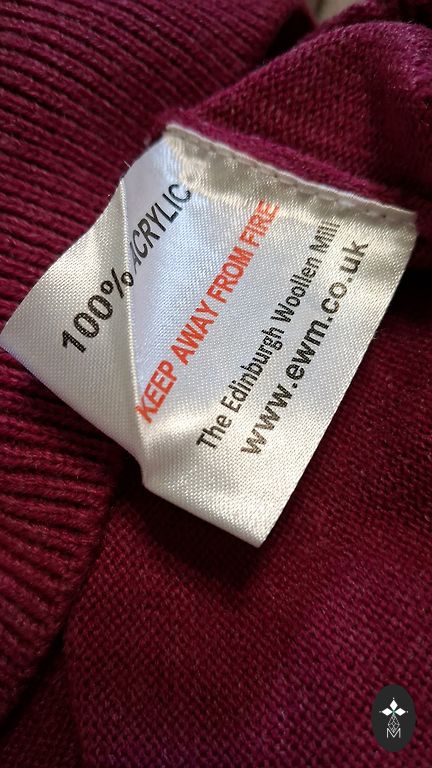 100% ACRYLIC
KEEP AWAY FROM FIRE
The Edinburgh Woollen Mill
www.ewm.co.uk
M